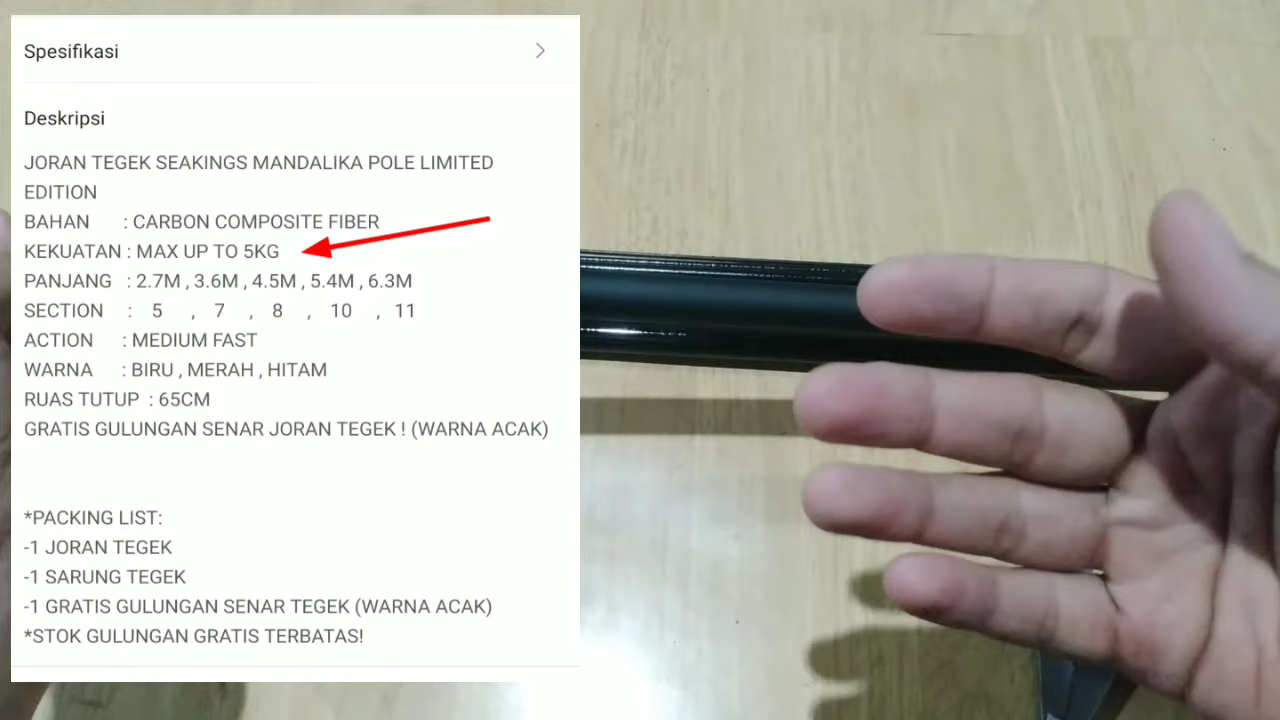 Spesifikasi
Deskripsi
JORAN TEGEK SEAKINGS MANDALIKA POLE LIMITED
EDITION
BAHAN : CARBON COMPOSITE FIBER
KEKUATAN : MAX UP TO 5KG
PANJANG : 2.7M , 3.6M , 4.5M , 5.4M , 6.3M
SECTION : 5 , 7 , 8 , 10 , 11
ACTION : MEDIUM FAST
WARNA : BIRU , MERAH , HITAM
RUAS TUTUP : 65CM
GRATIS GULUNGAN SENAR JORAN TEGEK ! (WARNA ACAK)
*PACKING LIST:
-1 JORAN TEGEK
-1 SARUNG TEGEK
-1 GRATIS GULUNGAN SENAR TEGEK (WARNA ACAK)
*STOK GULUNGAN GRATIS TERBATAS!